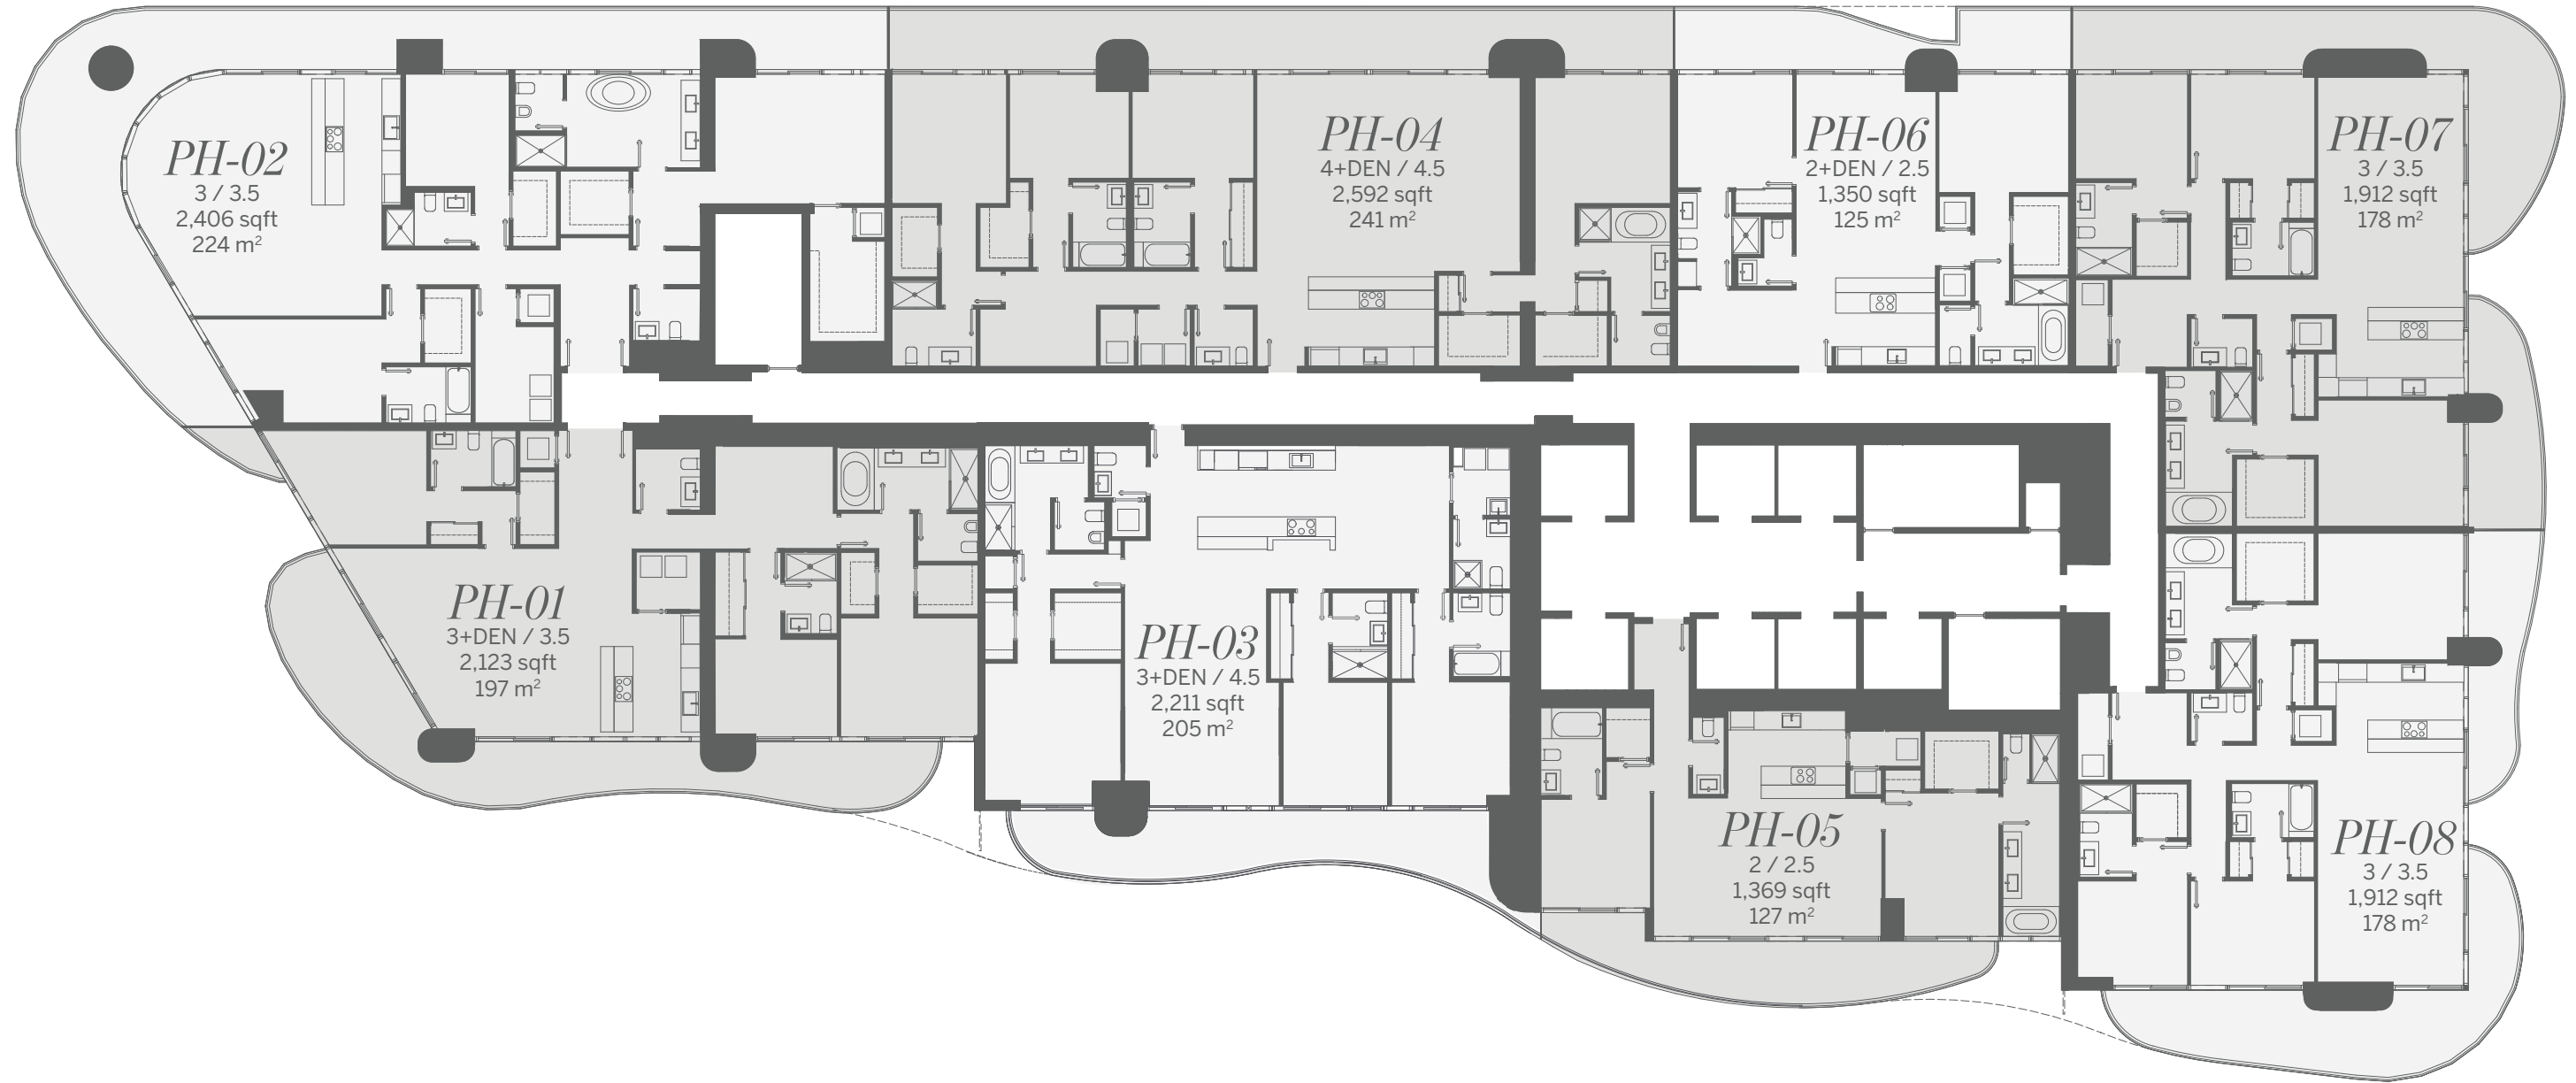 PH-02
3 / 3.5
2,406 sqft
224 m²
PH-04
4+DEN / 4.5
2,592 sqft
241 m²
PH-06
2+DEN / 2.5
1,350 sqft
125 m²
PH-07
3 / 3.5
1,912 sqft
178 m²
PH-01
3+DEN / 3.5
2,123 sqft
197 m²
PH-03
3+DEN / 4.5
2,211 sqft
205 m²
PH-05
2 / 2.5
1,369 sqft
127 m²
PH-08
3 / 3.5
1,912 sqft
178 m²